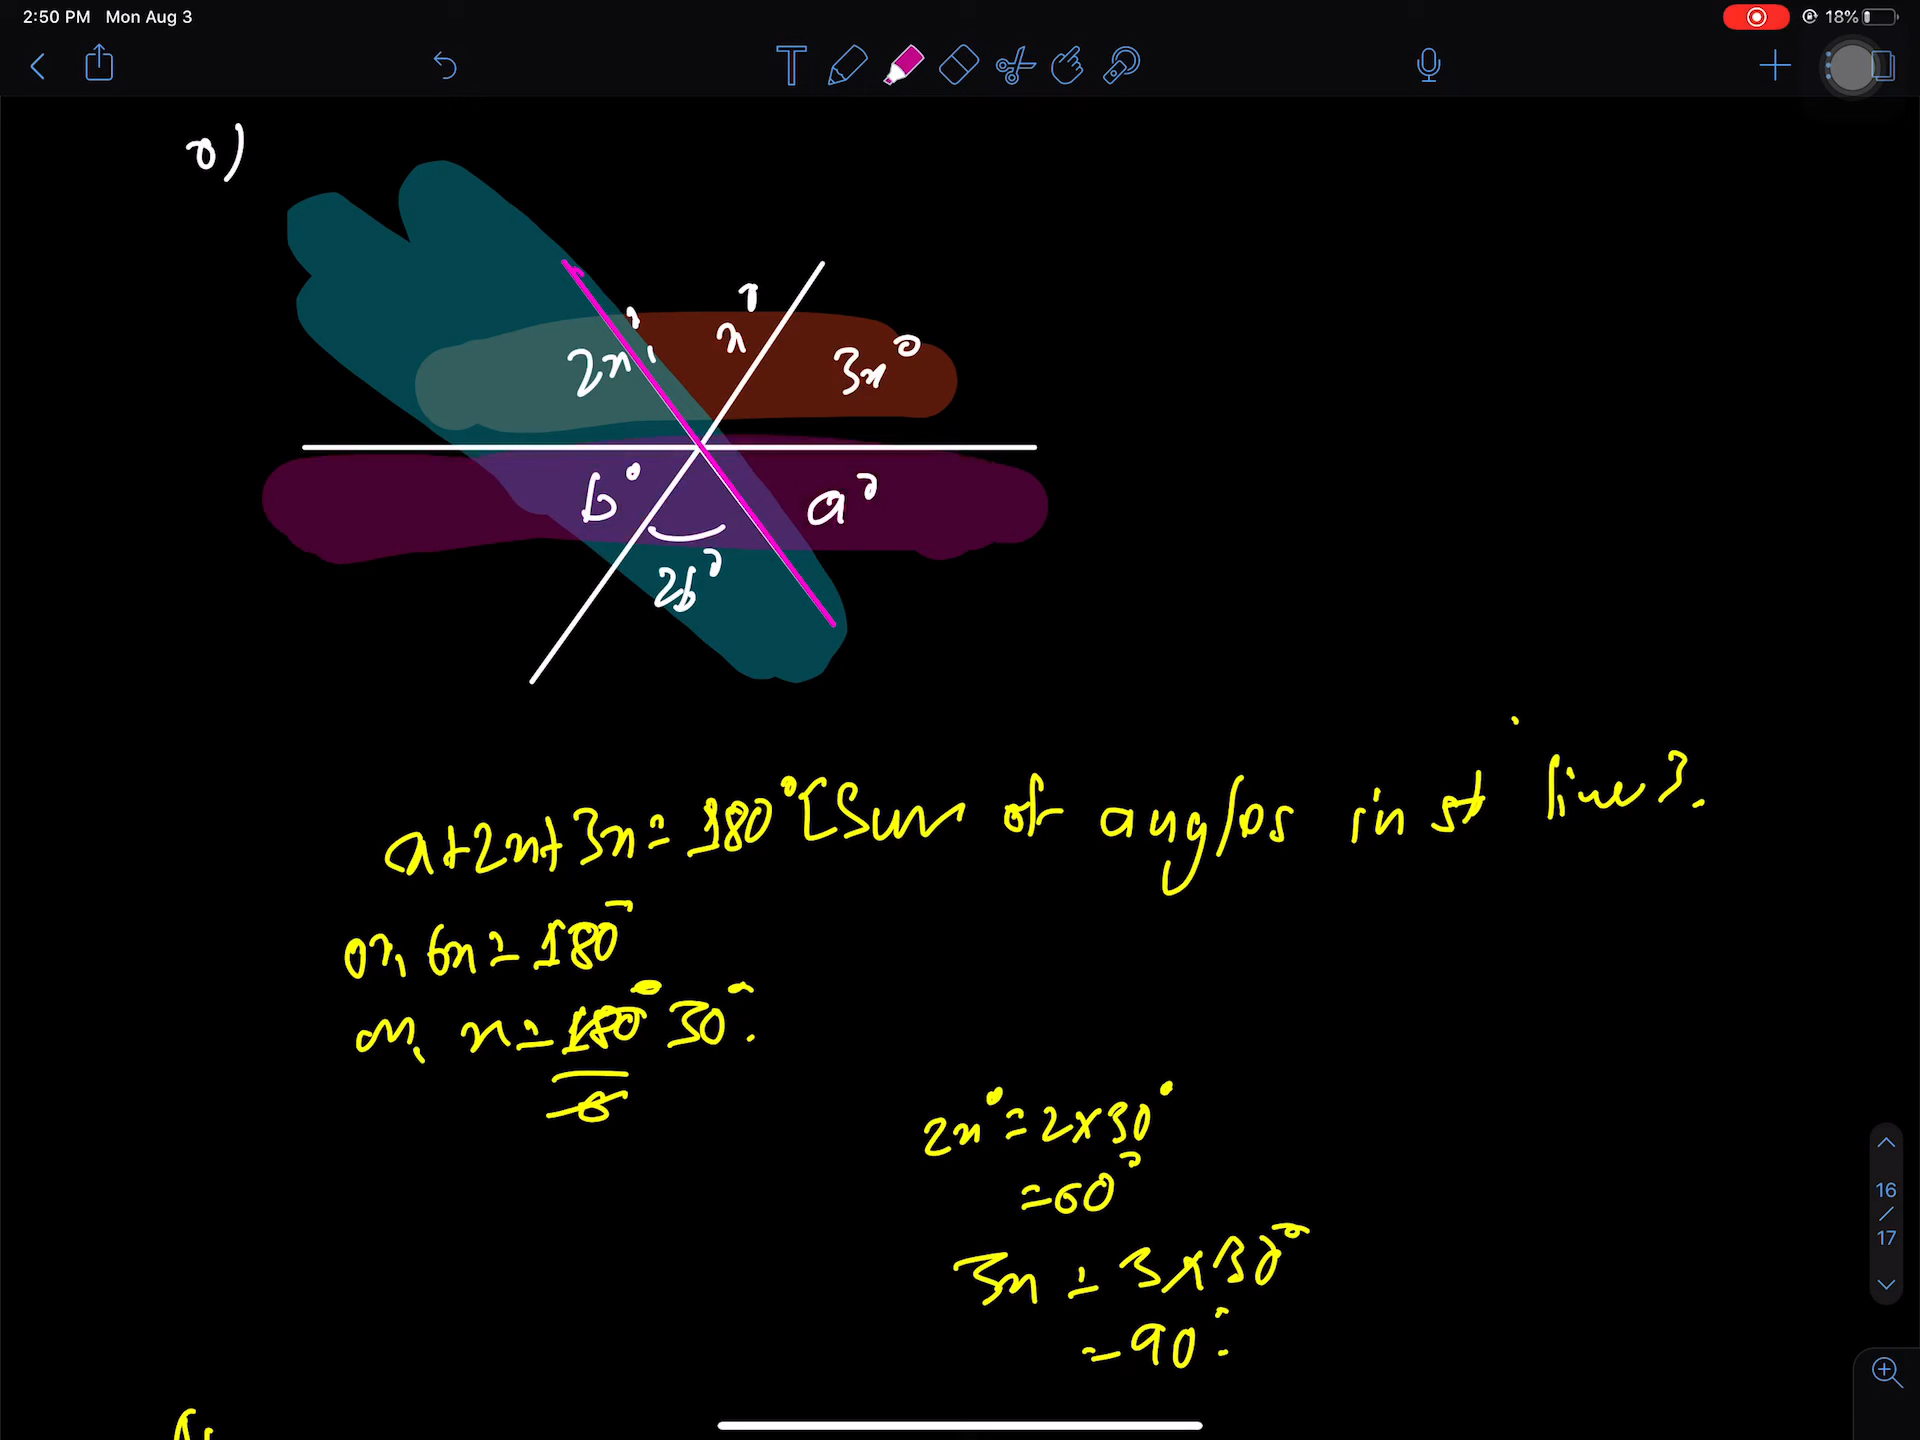 2:50 PM Mon Aug 3
18%
8)
2x°
x°
3x°
b°
a°
2b°
x+2x+3x=180° [Sum of angles in st line].
or, 6x=180°
or, x=180°/6 30°.
2x°=2×30°
=60°
3x=3×30°
=90°.
16
/
17